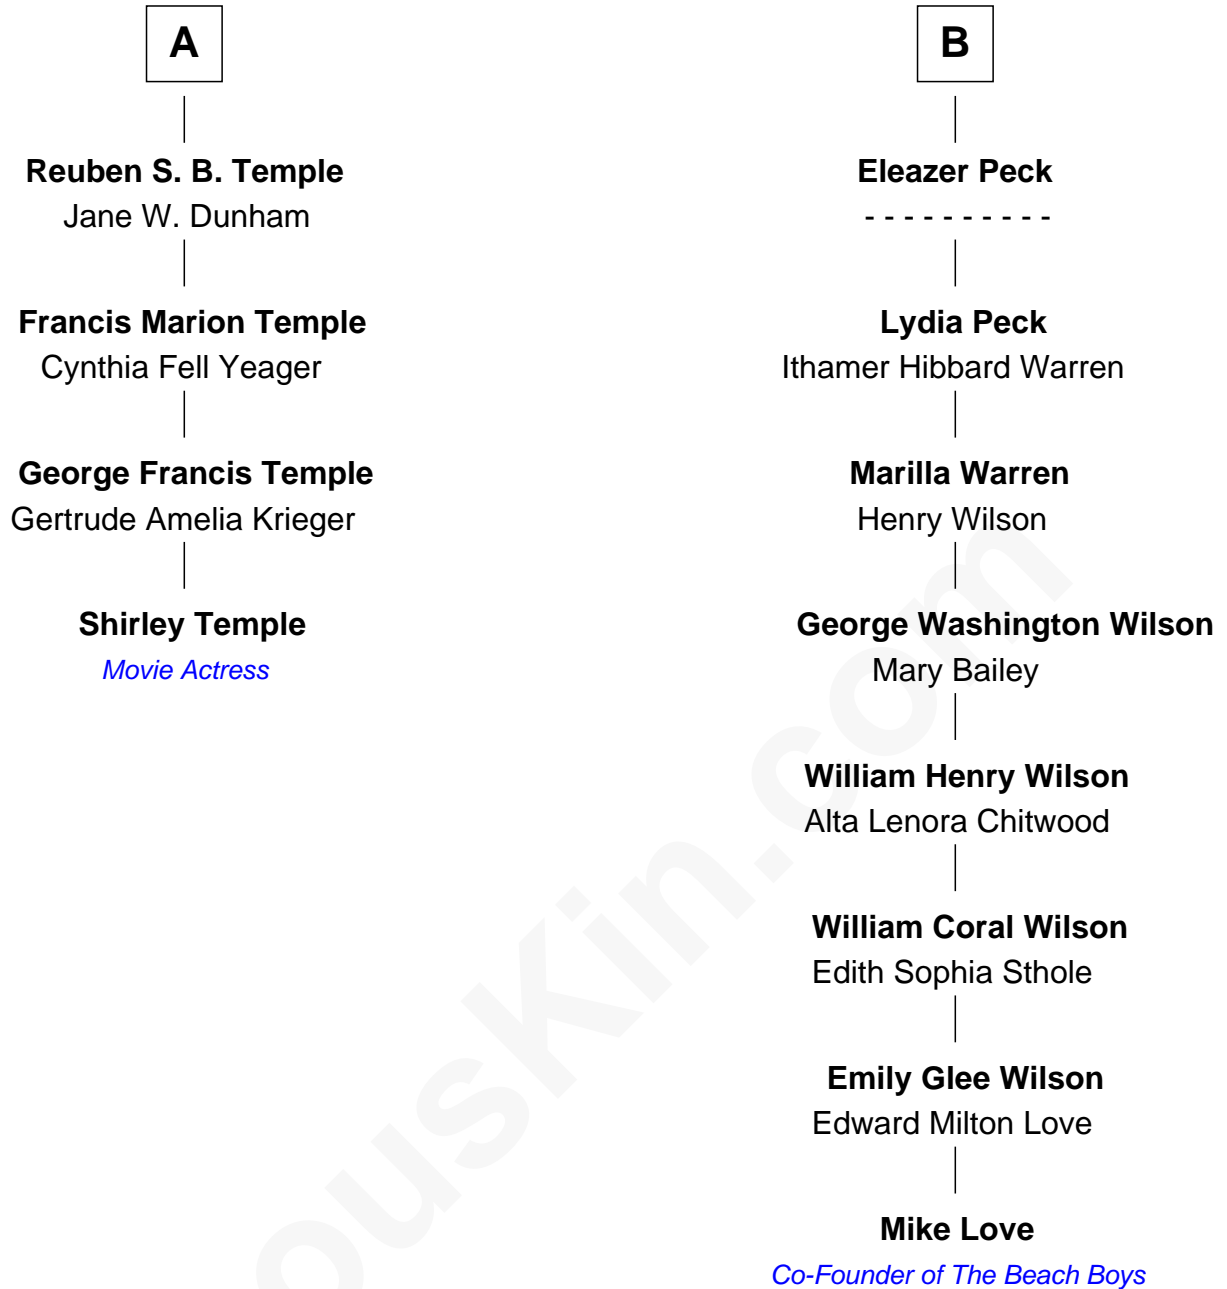 A
Reuben S. B. Temple
Jane W. Dunham
Francis Marion Temple
Cynthia Fell Yeager
George Francis Temple
Gertrude Amelia Krieger
Shirley Temple
Movie Actress
B
Eleazer Peck
- - - - - - - - - -
Lydia Peck
Ithamer Hibbard Warren
Marilla Warren
Henry Wilson
George Washington Wilson
Mary Bailey
William Henry Wilson
Alta Lenora Chitwood
William Coral Wilson
Edith Sophia Sthole
Emily Glee Wilson
Edward Milton Love
Mike Love
Co-Founder of The Beach Boys
ousKin.com